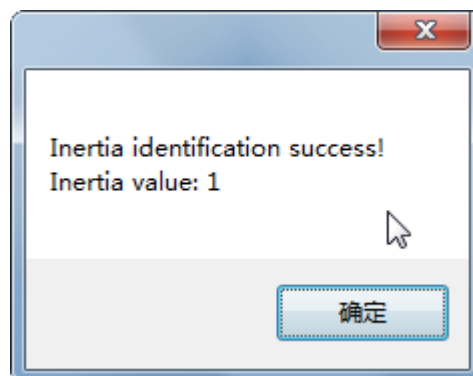 Inertia identification success!
Inertia value: 1
确定